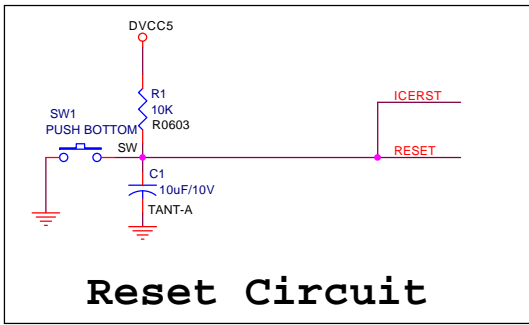 DVCC5
R1
10K
R0603
ICERST
SW1
PUSH BOTTOM
SW
RESET
C1
10uF/10V
TANT-A
Reset Circuit